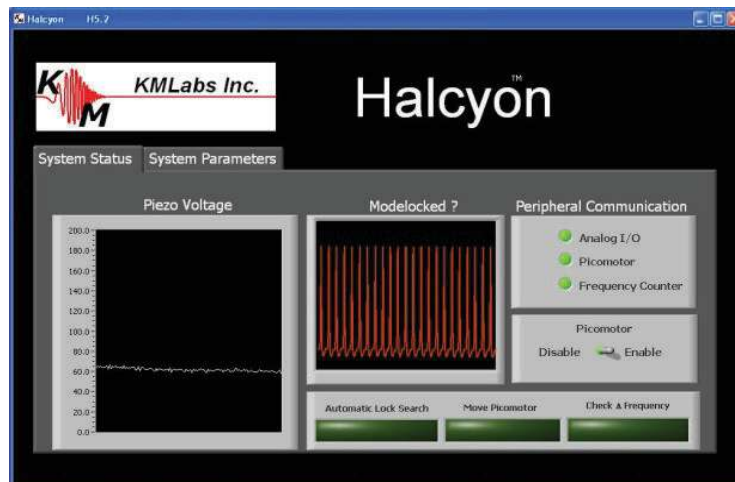 Halcyon H5.2
KM KMLabs Inc.
Halcyon™
System Status System Parameters
Piezo Voltage
200.0
180.0
160.0
140.0
120.0
100.0
80.0
60.0
40.0
20.0
0.0
Modelocked ?
Peripheral Communication
Analog I/O
Picomotor
Frequency Counter
Picomotor
Disable Enable
Automatic Lock Search Move Picomotor Check Δ Frequency